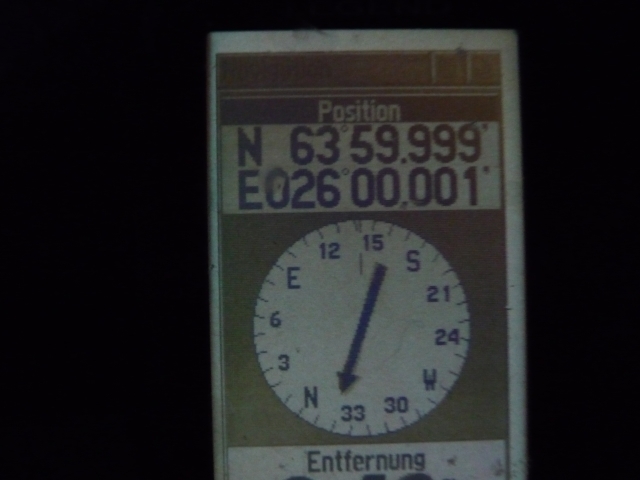 Position
N 63°59.999'
E026°00.001'
12 15 S
E 21
6 24
3 W
N 33 30
Entfernung